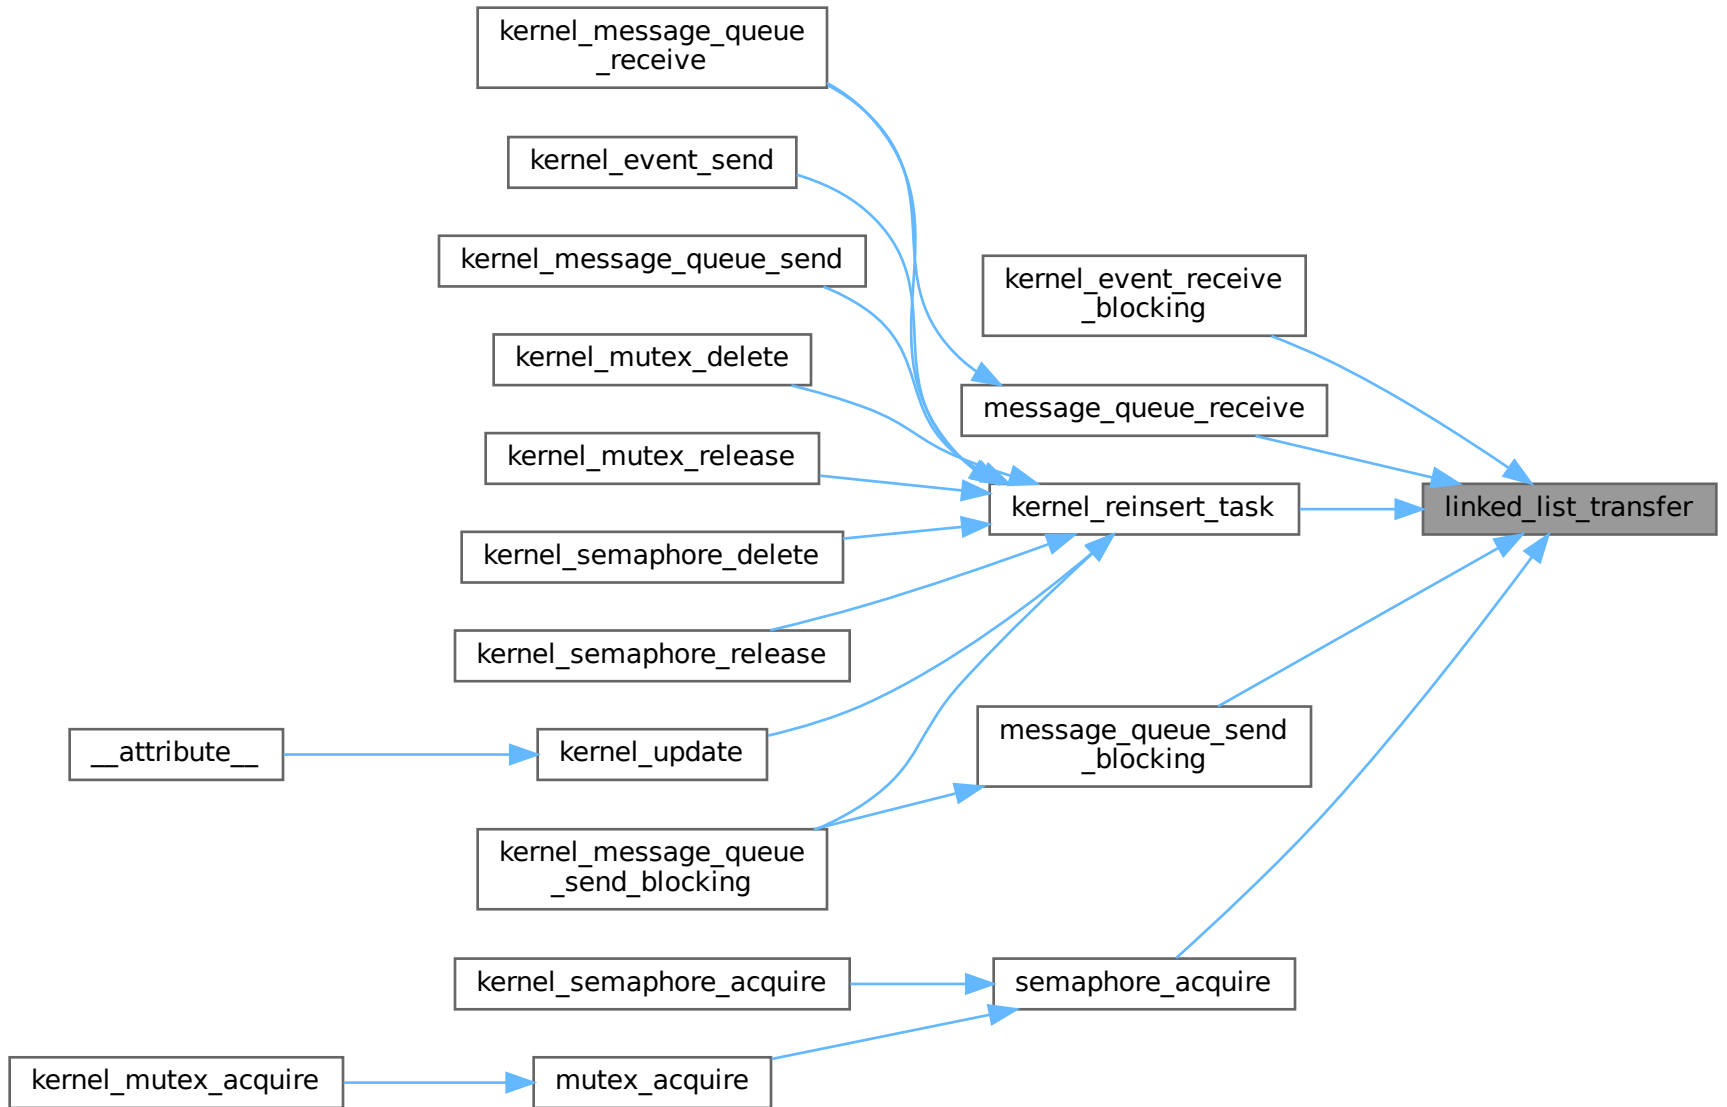 kernel_message_queue
_receive
kernel_event_send
kernel_message_queue_send
kernel_event_receive
_blocking
kernel_mutex_delete
message_queue_receive
kernel_mutex_release
kernel_reinsert_task
linked_list_transfer
kernel_semaphore_delete
kernel_semaphore_release
__attribute__
kernel_update
message_queue_send
_blocking
kernel_message_queue
_send_blocking
kernel_semaphore_acquire
semaphore_acquire
kernel_mutex_acquire
mutex_acquire